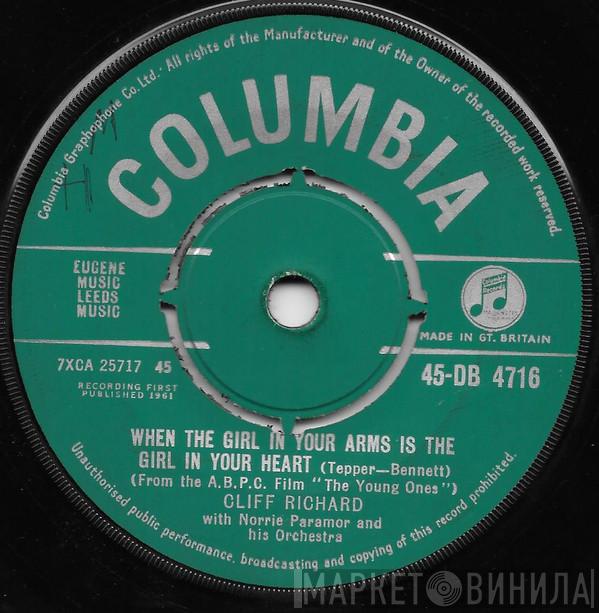 Columbia Graphophone Co. Ltd. · All rights of the Manufacturer and of the Owner of the recorded work reserved.
COLUMBIA
EUGENE
MUSIC
LEEDS
MUSIC
Columbia
Records
MADE IN GT. BRITAIN
7XCA 25717 45
45-DB 4716
RECORDING FIRST
PUBLISHED 1961
WHEN THE GIRL IN YOUR ARMS IS THE
GIRL IN YOUR HEART (Tepper—Bennett)
(From the A.B.P.C. Film "The Young Ones")
CLIFF RICHARD
with Norrie Paramor and
his Orchestra
Unauthorised public performance, broadcasting and copying of this record prohibited.
МАРКЕТ ВИНИЛА